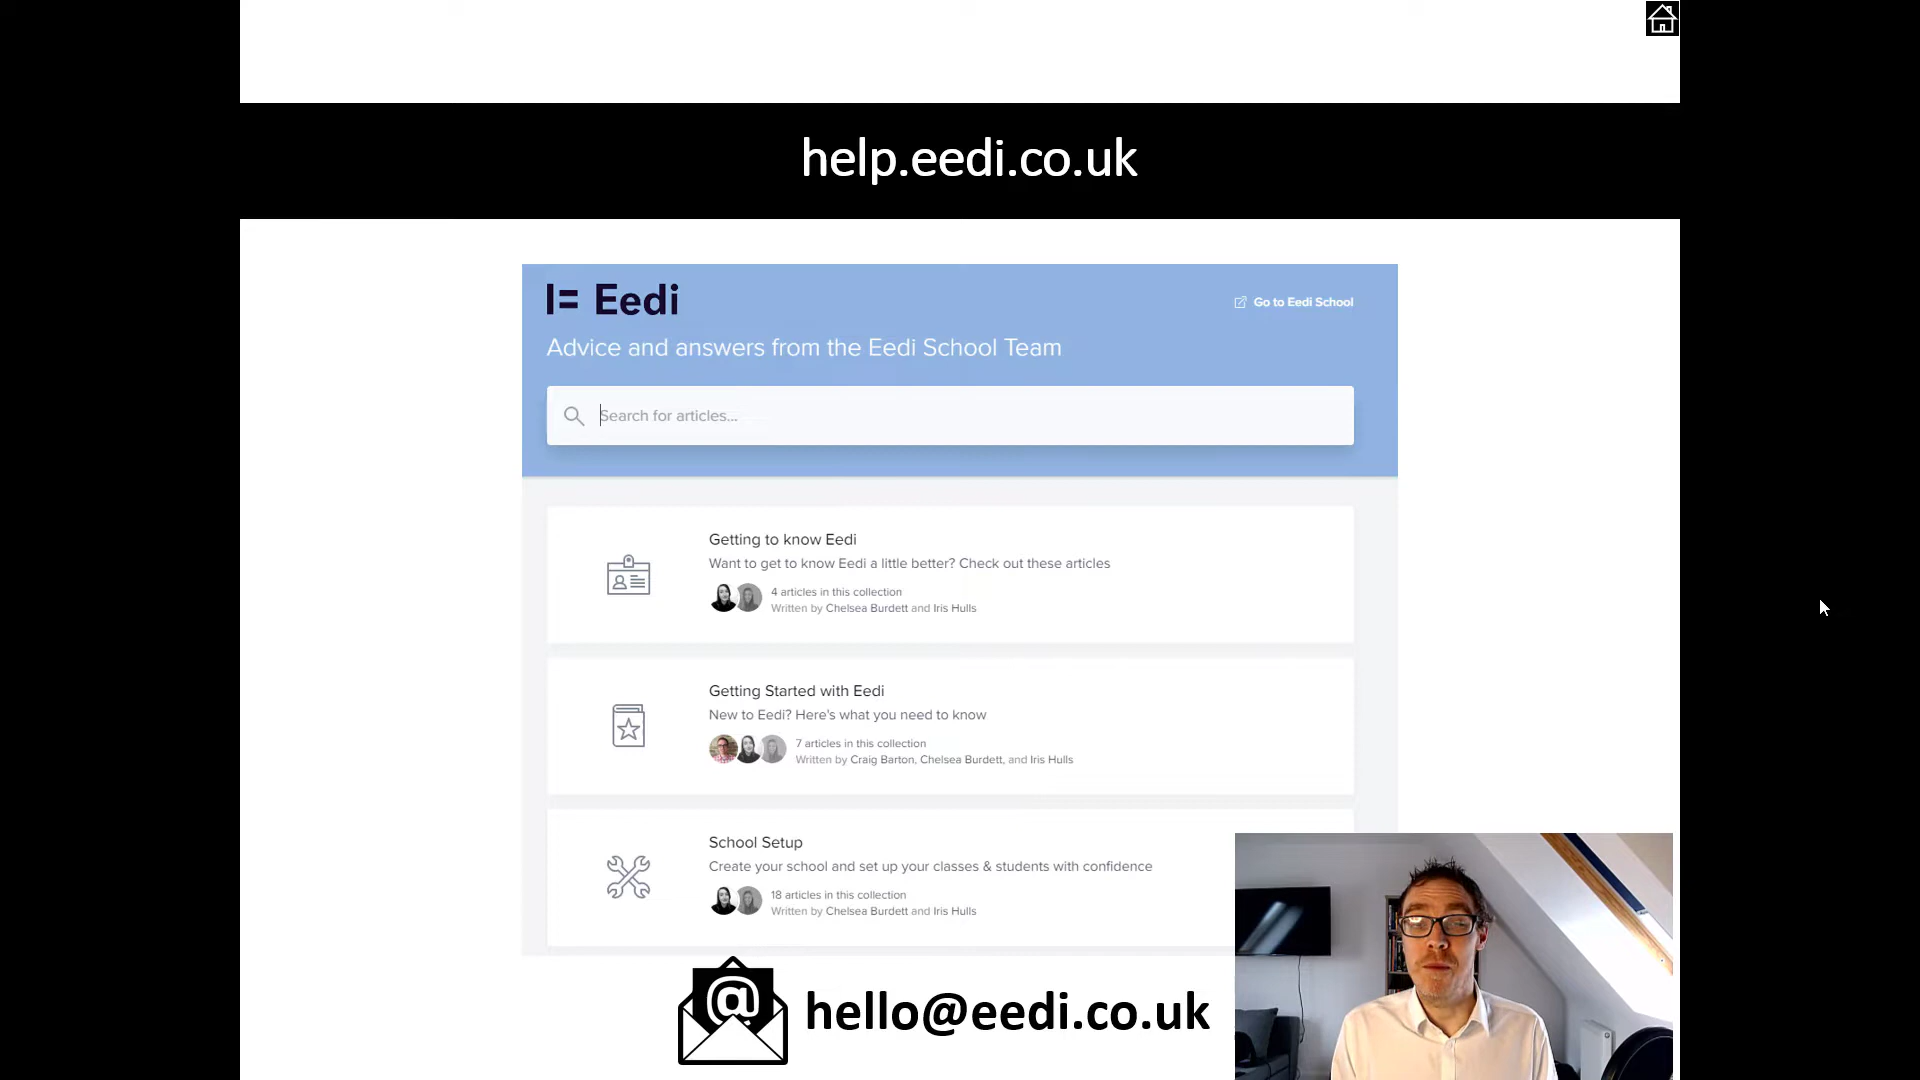 help.eedi.co.uk
Eedi
Go to Eedi School
Advice and answers from the Eedi School Team
Search for articles...
Getting to know Eedi
Want to get to know Eedi a little better? Check out these articles
4 articles in this collection
Written by Chelsea Burdett and Iris Hulls
Getting Started with Eedi
New to Eedi? Here's what you need to know
7 articles in this collection
Written by Craig Barton, Chelsea Burdett, and Iris Hulls
School Setup
Create your school and set up your classes & students with confidence
18 articles in this collection
Written by Chelsea Burdett and Iris Hulls
@ hello@eedi.co.uk